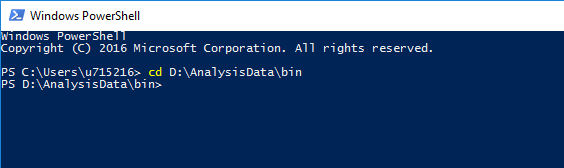 Windows PowerShell
Windows PowerShell
Copyright (C) 2016 Microsoft Corporation. All rights reserved.
PS C:\Users\u715216> cd D:\AnalysisData\bin
PS D:\AnalysisData\bin>